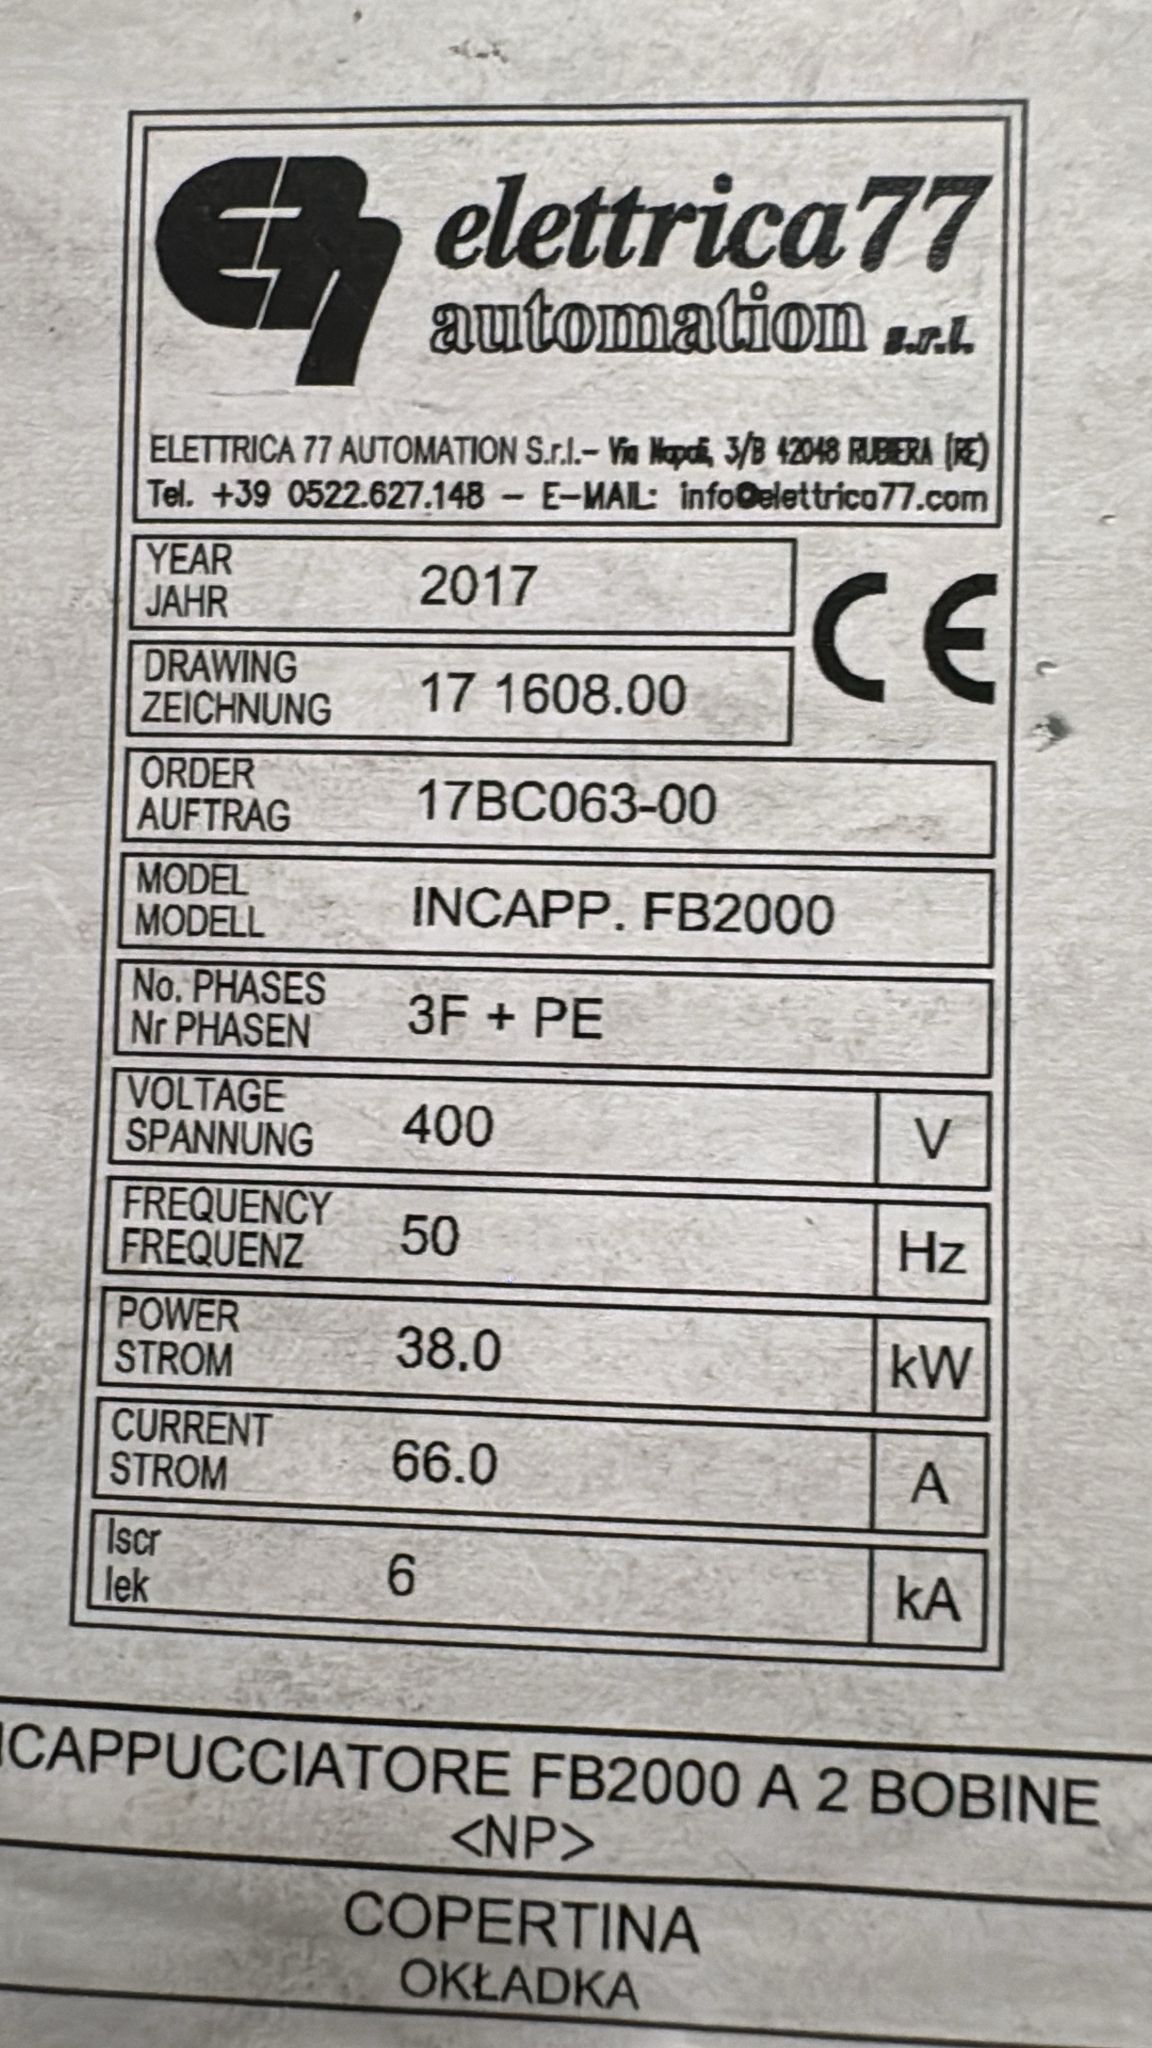 elettrica77
automation s.r.l.
ELETTRICA 77 AUTOMATION S.r.l.- Via Napoli, 3/B 42048 RUBIERA (RE)
Tel. +39 0522.627.148 - E-MAIL: info@elettrica77.com
YEAR
JAHR
2017
CE
DRAWING
ZEICHNUNG
17 1608.00
ORDER
AUFTRAG
17BC063-00
MODEL
MODELL
INCAPP. FB2000
No. PHASES
Nr PHASEN
3F + PE
VOLTAGE
SPANNUNG
400
V
FREQUENCY
FREQUENZ
50
Hz
POWER
STROM
38.0
kW
CURRENT
STROM
66.0
A
Iscr
Iek
6
kA
ICAPPUCCIATORE FB2000 A 2 BOBINE
<NP>
COPERTINA
OKŁADKA